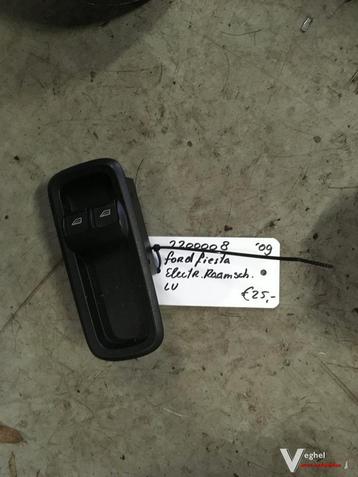 2200008 '09
ford fiesta
Electr. Raamsch.
LV
€25,-
Veghel